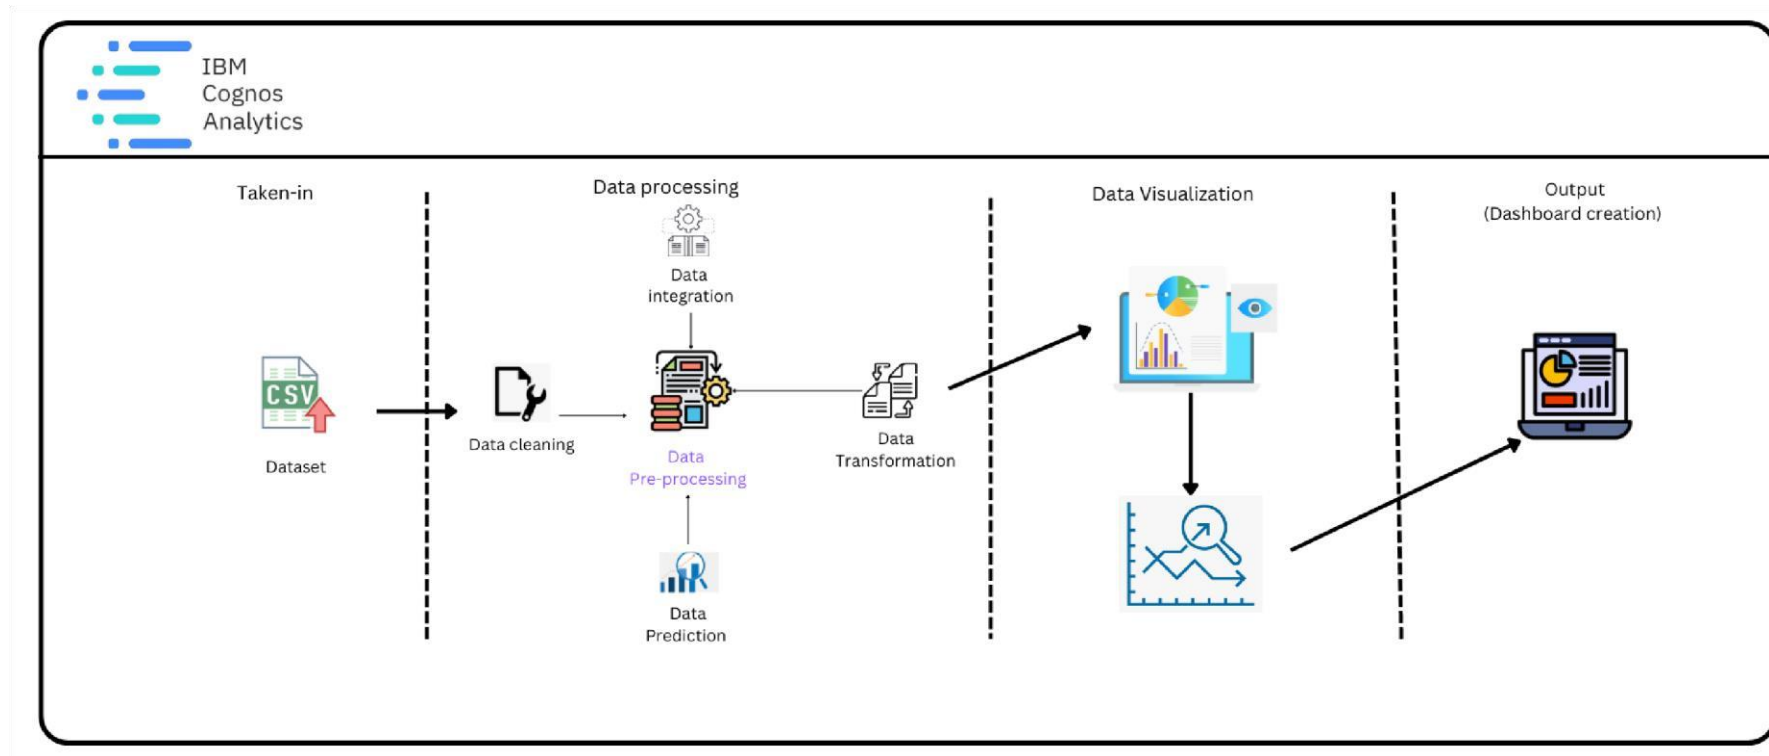 IBM
Cognos
Analytics
Taken-in
Data processing
Data Visualization
Output
(Dashboard creation)
Data
integration
CSV
Dataset
Data cleaning
Data
Pre-processing
Data
Transformation
Data
Prediction